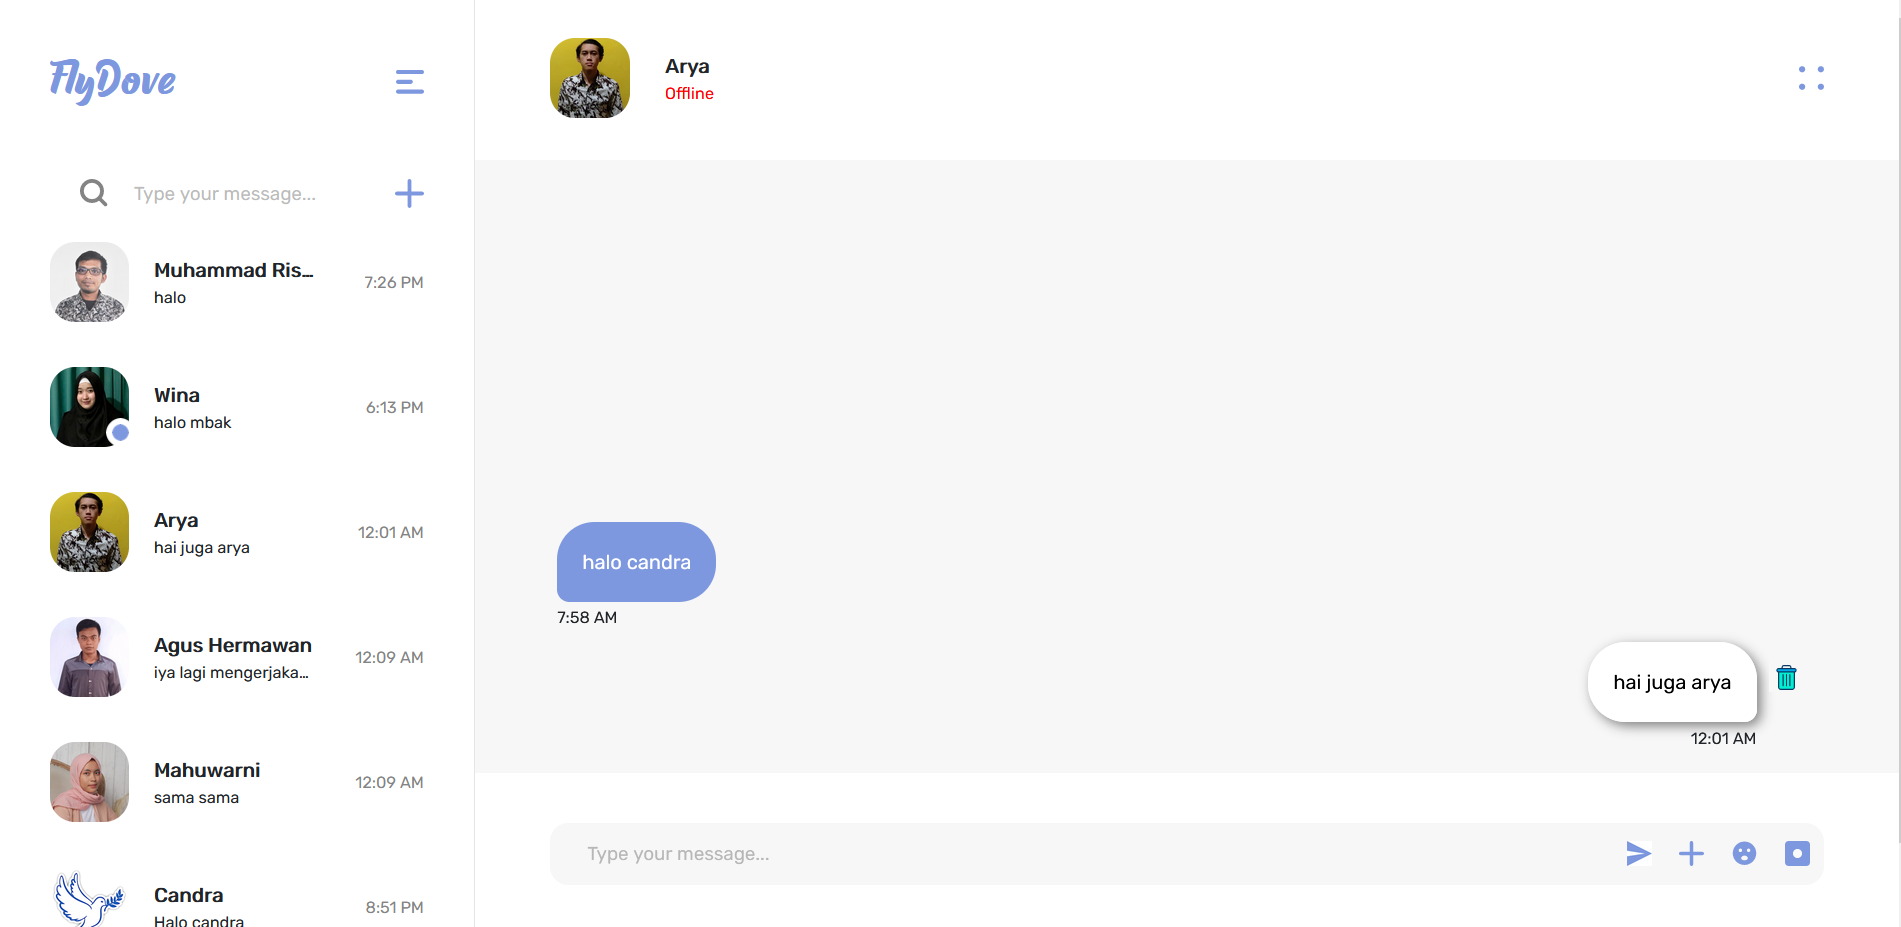 FlyDove
Type your message...
Muhammad Ris...
halo
7:26 PM
Wina
halo mbak
6:13 PM
Arya
hai juga arya
12:01 AM
Agus Hermawan
iya lagi mengerjaka...
12:09 AM
Mahuwarni
sama sama
12:09 AM
Candra
Halo candra
8:51 PM
Arya
Offline
halo candra
7:58 AM
hai juga arya
12:01 AM
Type your message...